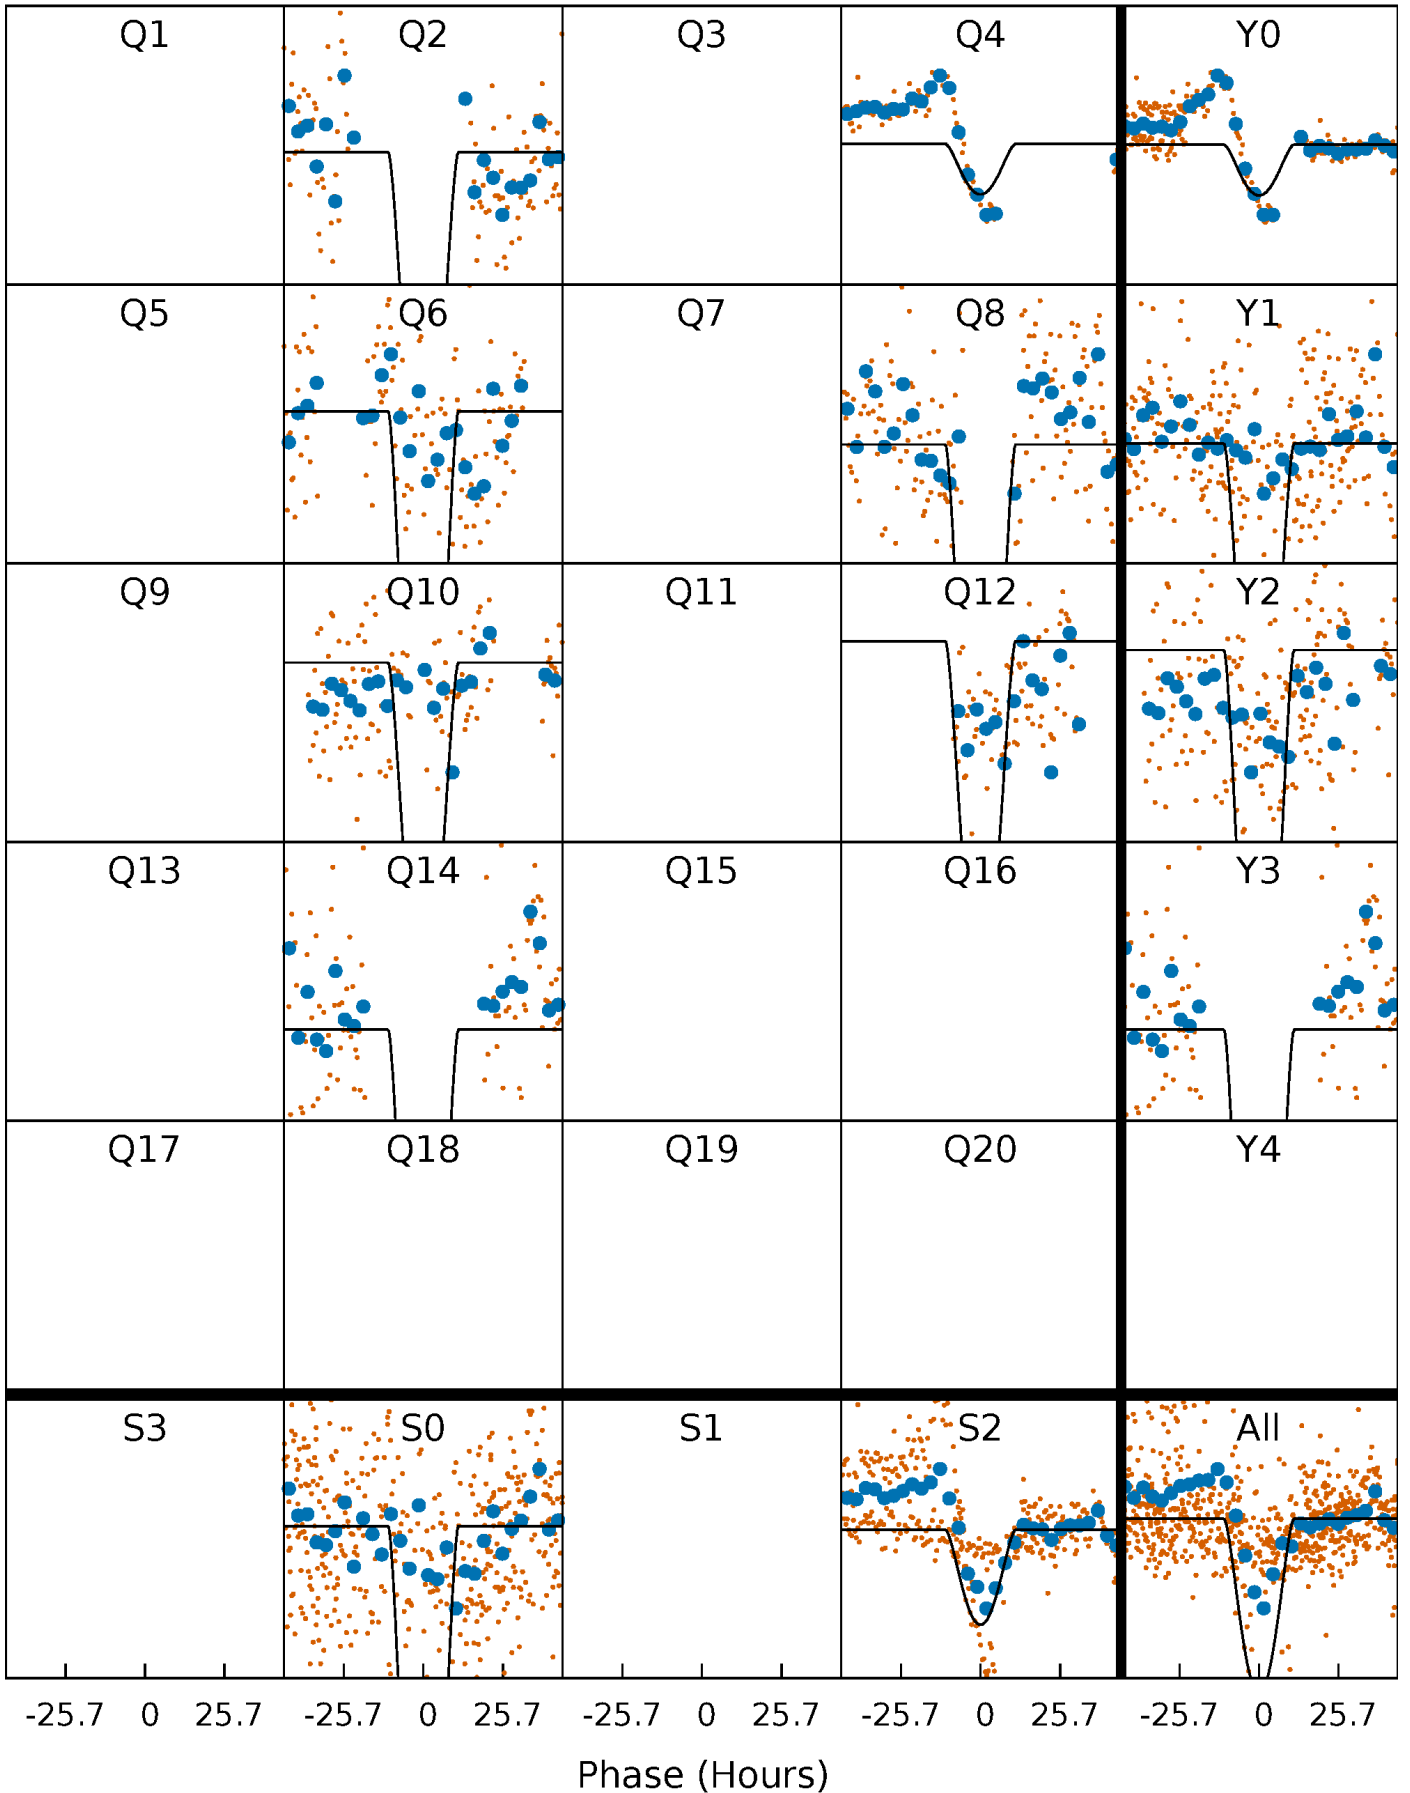 Q1 Q2 Q3 Q4 Y0
Q5 Q6 Q7 Q8 Y1
Q9 Q10 Q11 Q12 Y2
Q13 Q14 Q15 Q16 Y3
Q17 Q18 Q19 Q20 Y4
S3 S0 S1 S2 All
-25.7 0 25.7 -25.7 0 25.7 -25.7 0 25.7 -25.7 0 25.7 -25.7 0 25.7
Phase (Hours)